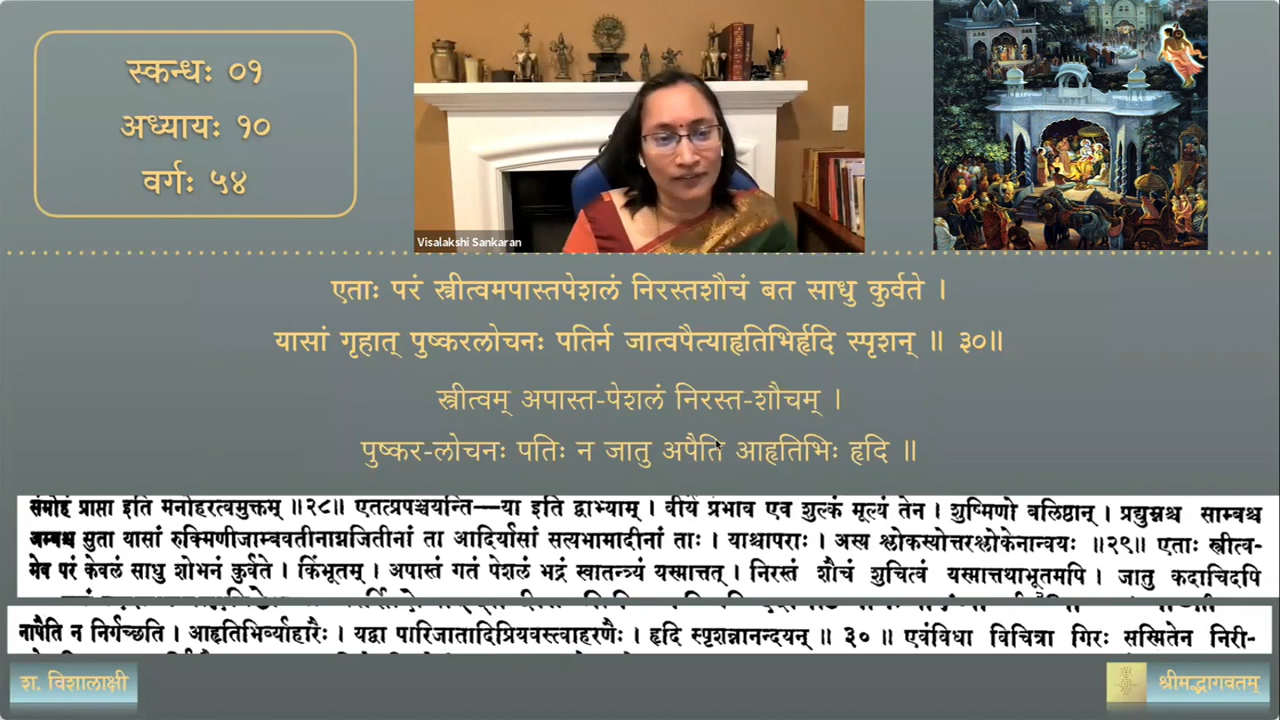 स्कन्धः ०१
अध्यायः १०
वर्गः ५४
Visalakshi Sankaran
एताः परं स्त्रीत्वमपास्तपेशलं निरस्तशौचं बत साधु कुर्वते ।
यासां गृहात् पुष्करलोचनः पतिर्न जात्वपैत्याहृतिभिर्हृदि स्पृशन् ॥ ३०॥
स्त्रीत्वम् अपास्त-पेशलं निरस्त-शौचम् ।
पुष्कर-लोचनः पतिः न जातु अपैति आहृतिभिः हृदि ॥
संमोहं प्राप्ता इति मनोहरत्वमुक्तम् ॥२८॥ एतत्प्रपञ्चयन्ति—या इति द्वाभ्याम् । वीर्यं प्रभाव एव शुल्कं मूल्यं तेन । शुष्मिणो बलिष्ठान् । प्रद्युम्नश्च साम्बश्च
अम्बश्च सुता यासां रुक्मिणीजाम्बवतीनाग्नजितीनां ता आदिर्यासां सत्यभामादीनां ताः । याश्चापराः । अस्य श्लोकस्योत्तरश्लोकेनान्वयः ॥२९॥ एताः स्त्रीत्व-
मेव परं केवलं साधु शोभनं कुर्वते । किंभूतम् । अपास्तं गतं पेशलं भद्रं स्वातन्त्र्यं यस्मात्तत् । निरस्तं शौचं शुचित्वं यस्मात्तथाभूतमपि । जातु कदाचिदपि
नापैति न निर्गच्छति । आहृतिभिर्व्याहारैः । यद्वा पारिजातादिप्रियवस्त्वाहरणैः । हृदि स्पृशन्नानन्दयन् ॥ ३० ॥ एवंविधा विचित्रा गिरः सस्मितेन निरी-
श. विशालाक्षी
श्रीमद्भागवतम्